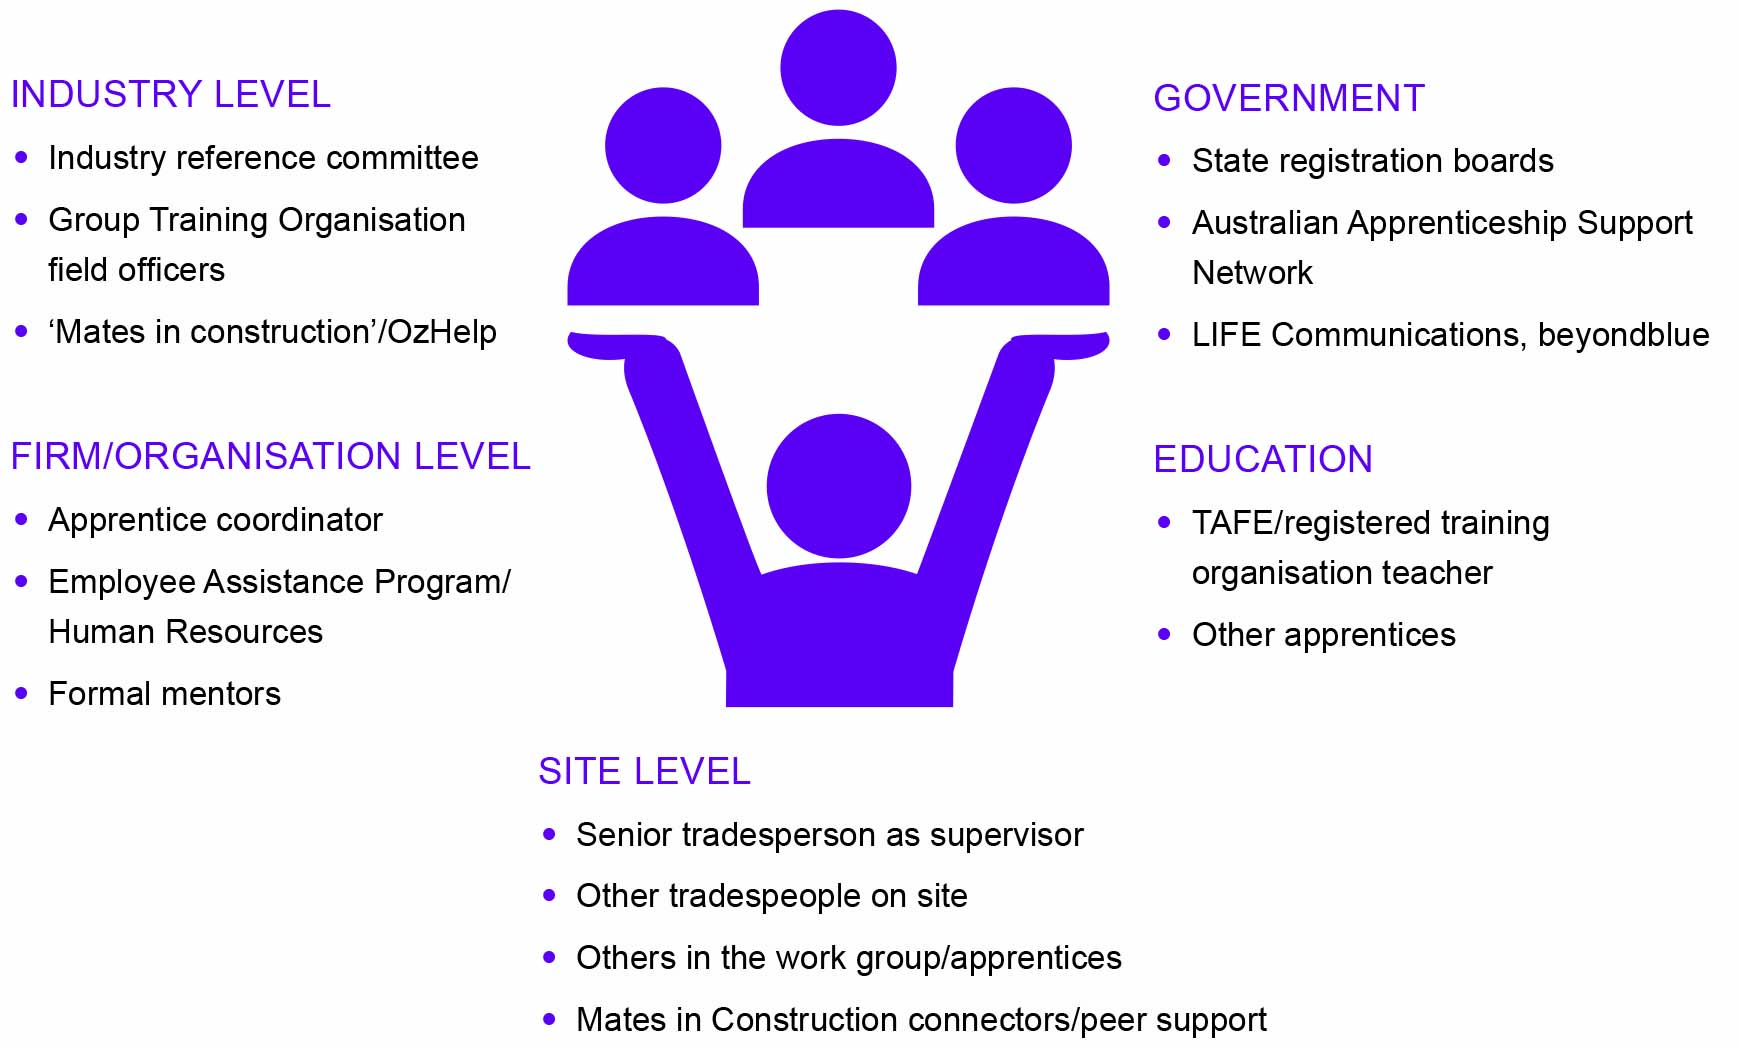 INDUSTRY LEVEL
• Industry reference committee
• Group Training Organisation
field officers
• ‘Mates in construction’/OzHelp
FIRM/ORGANISATION LEVEL
• Apprentice coordinator
• Employee Assistance Program/
Human Resources
• Formal mentors
GOVERNMENT
• State registration boards
• Australian Apprenticeship Support
Network
• LIFE Communications, beyondblue
EDUCATION
• TAFE/registered training
organisation teacher
• Other apprentices
SITE LEVEL
• Senior tradesperson as supervisor
• Other tradespeople on site
• Others in the work group/apprentices
• Mates in Construction connectors/peer support